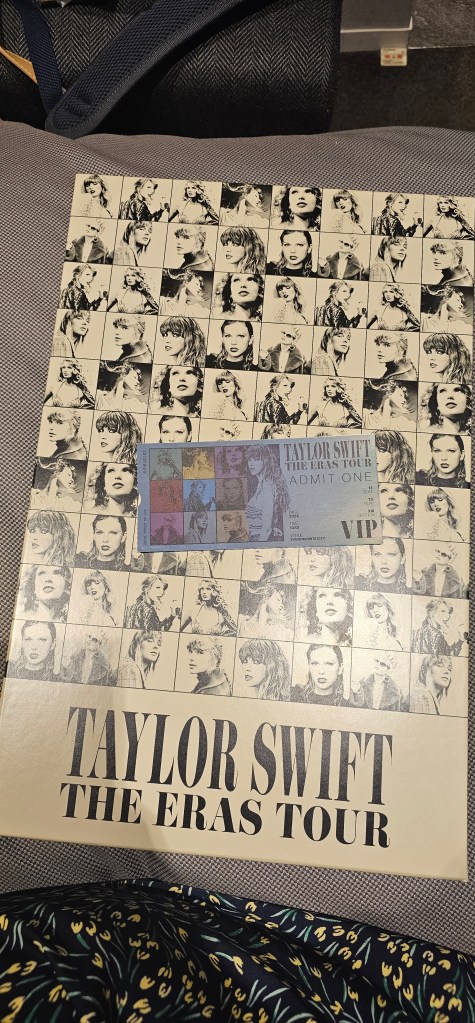 TAYLOR SWIFT
THE ERAS TOUR
ADMIT ONE
VIP
TAYLOR SWIFT
THE ERAS TOUR